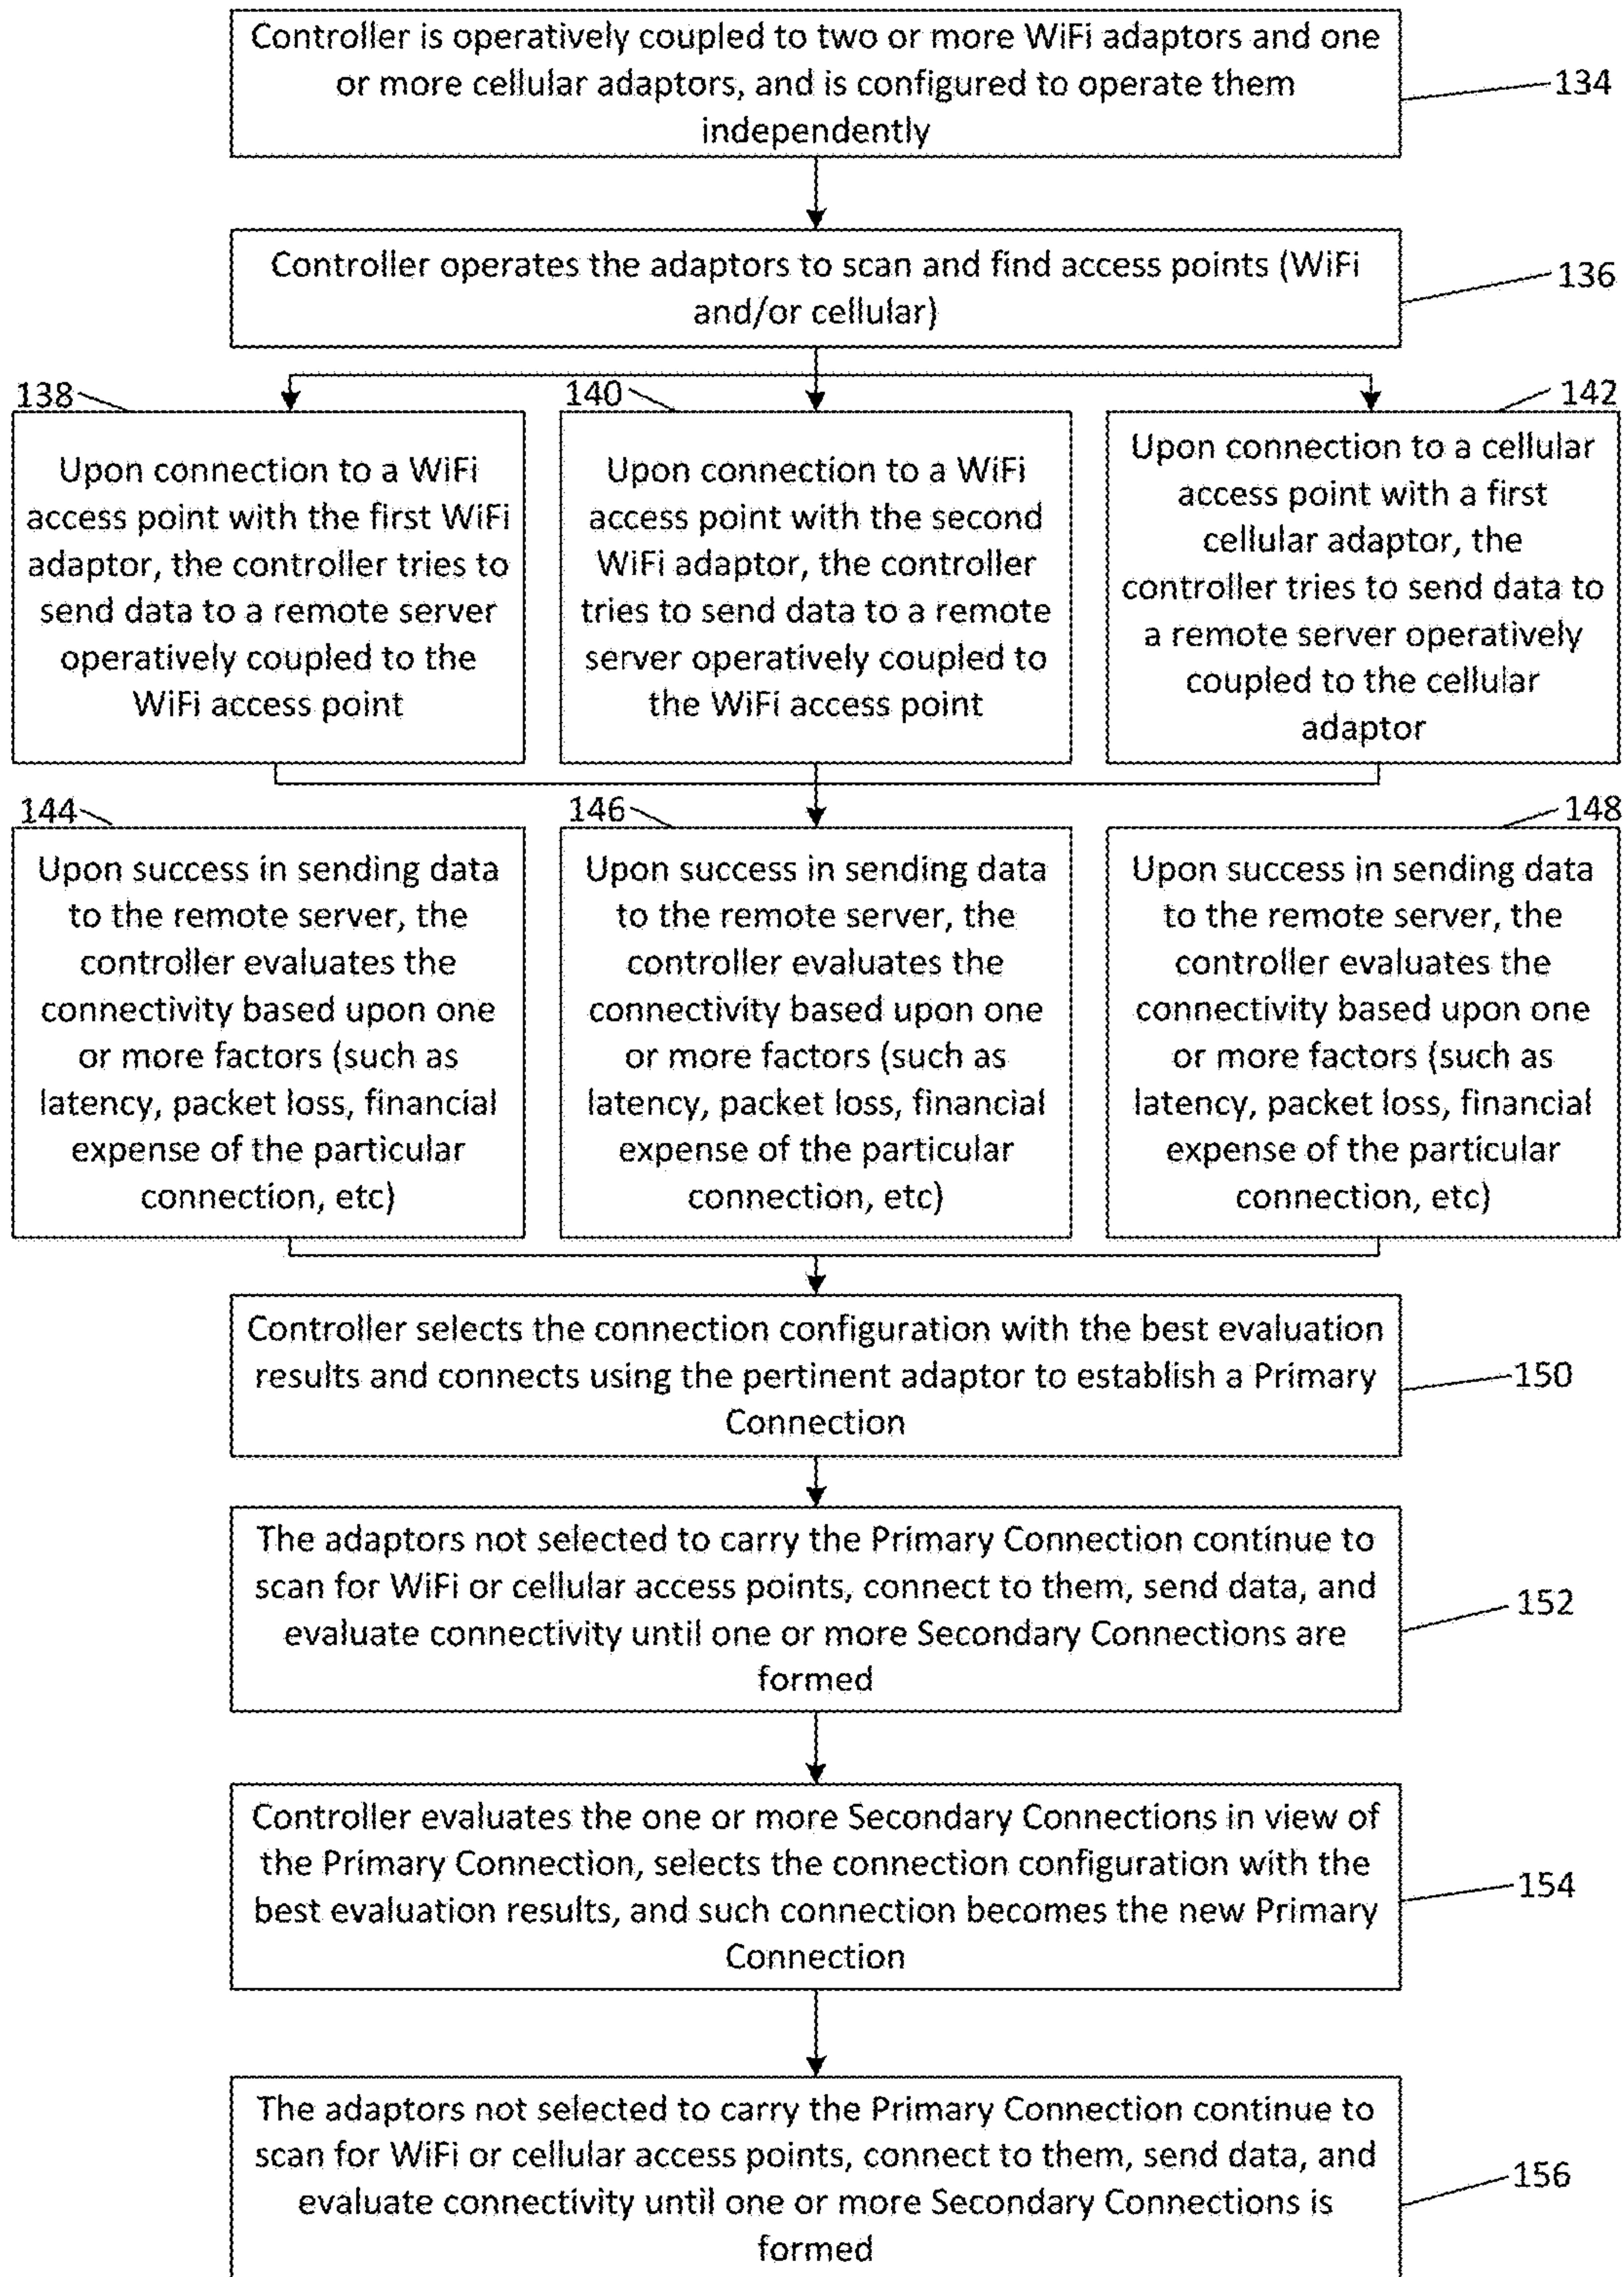 Controller is operatively coupled to two or more WiFi adaptors and one
or more cellular adaptors, and is configured to operate them
independently
134
Controller operates the adaptors to scan and find access points (WiFi
and/or cellular)
136
138
Upon connection to a WiFi
access point with the first WiFi
adaptor, the controller tries to
send data to a remote server
operatively coupled to the
WiFi access point
140
Upon connection to a WiFi
access point with the second
WiFi adaptor, the controller
tries to send data to a remote
server operatively coupled to
the WiFi access point
142
Upon connection to a cellular
access point with a first
cellular adaptor, the
controller tries to send data to
a remote server operatively
coupled to the cellular
adaptor
144
Upon success in sending data
to the remote server, the
controller evaluates the
connectivity based upon one
or more factors (such as
latency, packet loss, financial
expense of the particular
connection, etc)
146
Upon success in sending data
to the remote server, the
controller evaluates the
connectivity based upon one
or more factors (such as
latency, packet loss, financial
expense of the particular
connection, etc)
148
Upon success in sending data
to the remote server, the
controller evaluates the
connectivity based upon one
or more factors (such as
latency, packet loss, financial
expense of the particular
connection, etc)
Controller selects the connection configuration with the best evaluation
results and connects using the pertinent adaptor to establish a Primary
Connection
150
The adaptors not selected to carry the Primary Connection continue to
scan for WiFi or cellular access points, connect to them, send data, and
evaluate connectivity until one or more Secondary Connections are
formed
152
Controller evaluates the one or more Secondary Connections in view of
the Primary Connection, selects the connection configuration with the
best evaluation results, and such connection becomes the new Primary
Connection
154
The adaptors not selected to carry the Primary Connection continue to
scan for WiFi or cellular access points, connect to them, send data, and
evaluate connectivity until one or more Secondary Connections is
formed
156